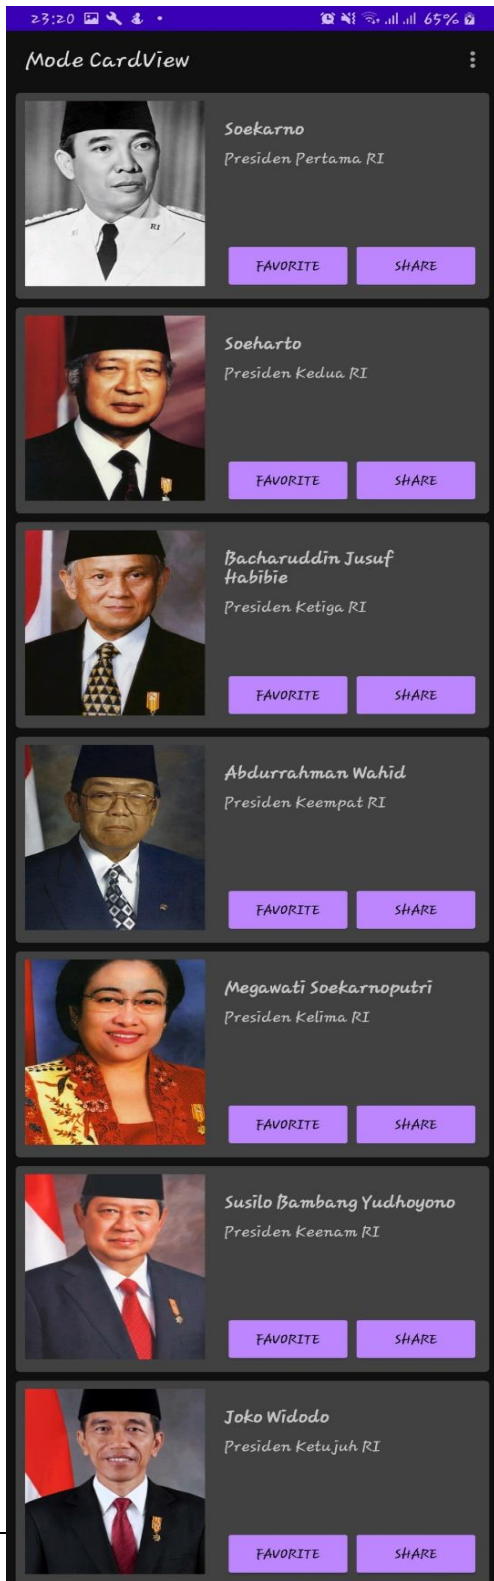 23:20
65%
Mode CardView
Soekarno
Presiden Pertama RI
RI
FAVORITE SHARE
Soeharto
Presiden Kedua RI
FAVORITE SHARE
Bacharuddin Jusuf
Habibie
Presiden Ketiga RI
FAVORITE SHARE
Abdurrahman Wahid
Presiden Keempat RI
FAVORITE SHARE
Megawati Soekarnoputri
Presiden Kelima RI
FAVORITE SHARE
Susilo Bambang Yudhoyono
Presiden Keenam RI
FAVORITE SHARE
Joko Widodo
Presiden Ketujuh RI
FAVORITE SHARE